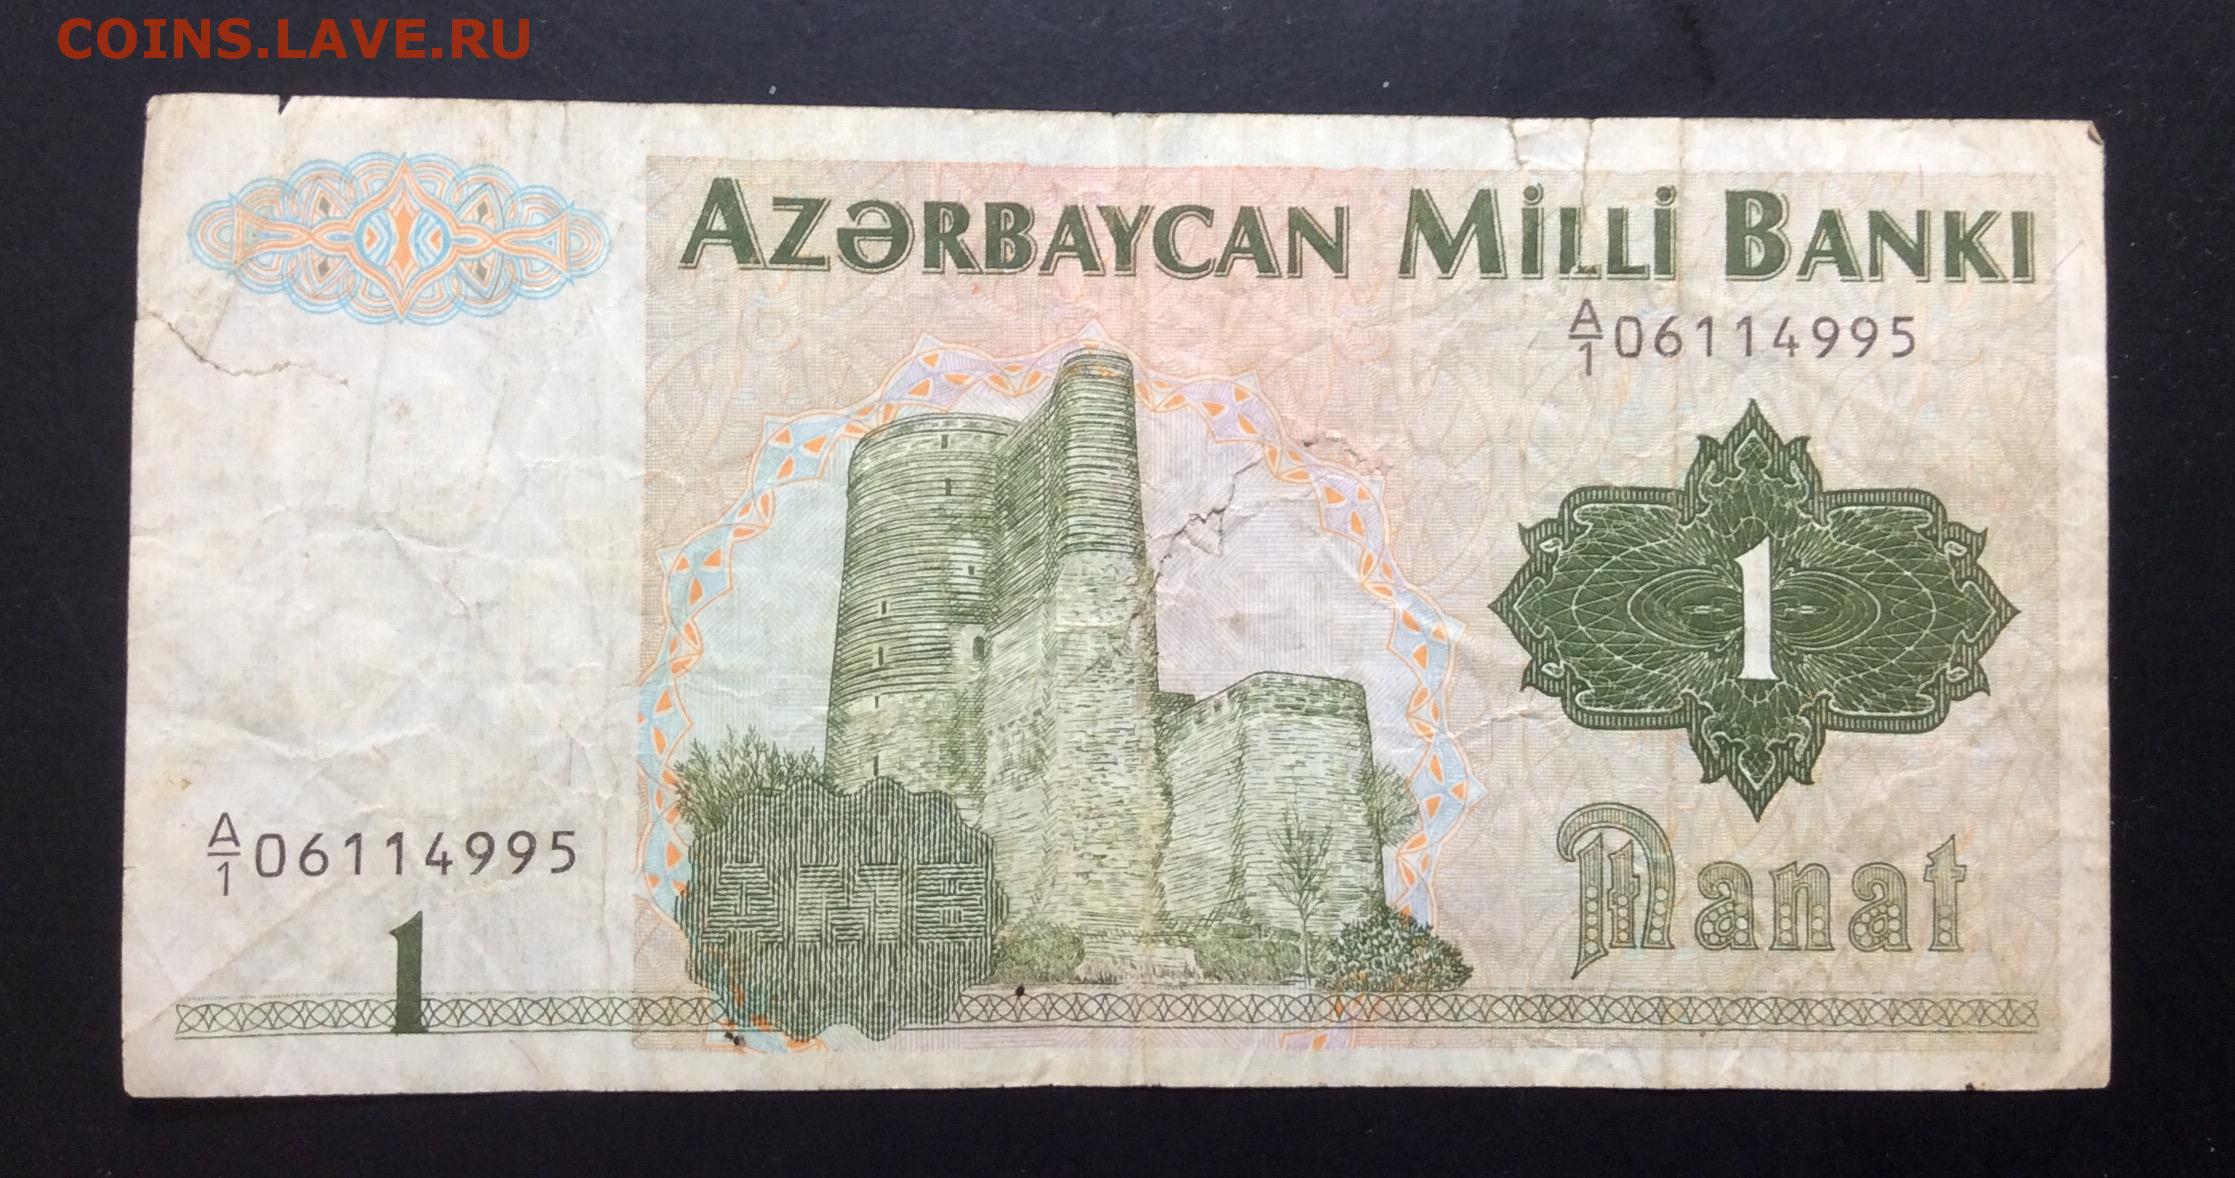 COINS.LAVE.RU
AZƏRBAYCAN MİLLİ BANKI
A/1 06114995
1
Manat
A/1 06114995
1